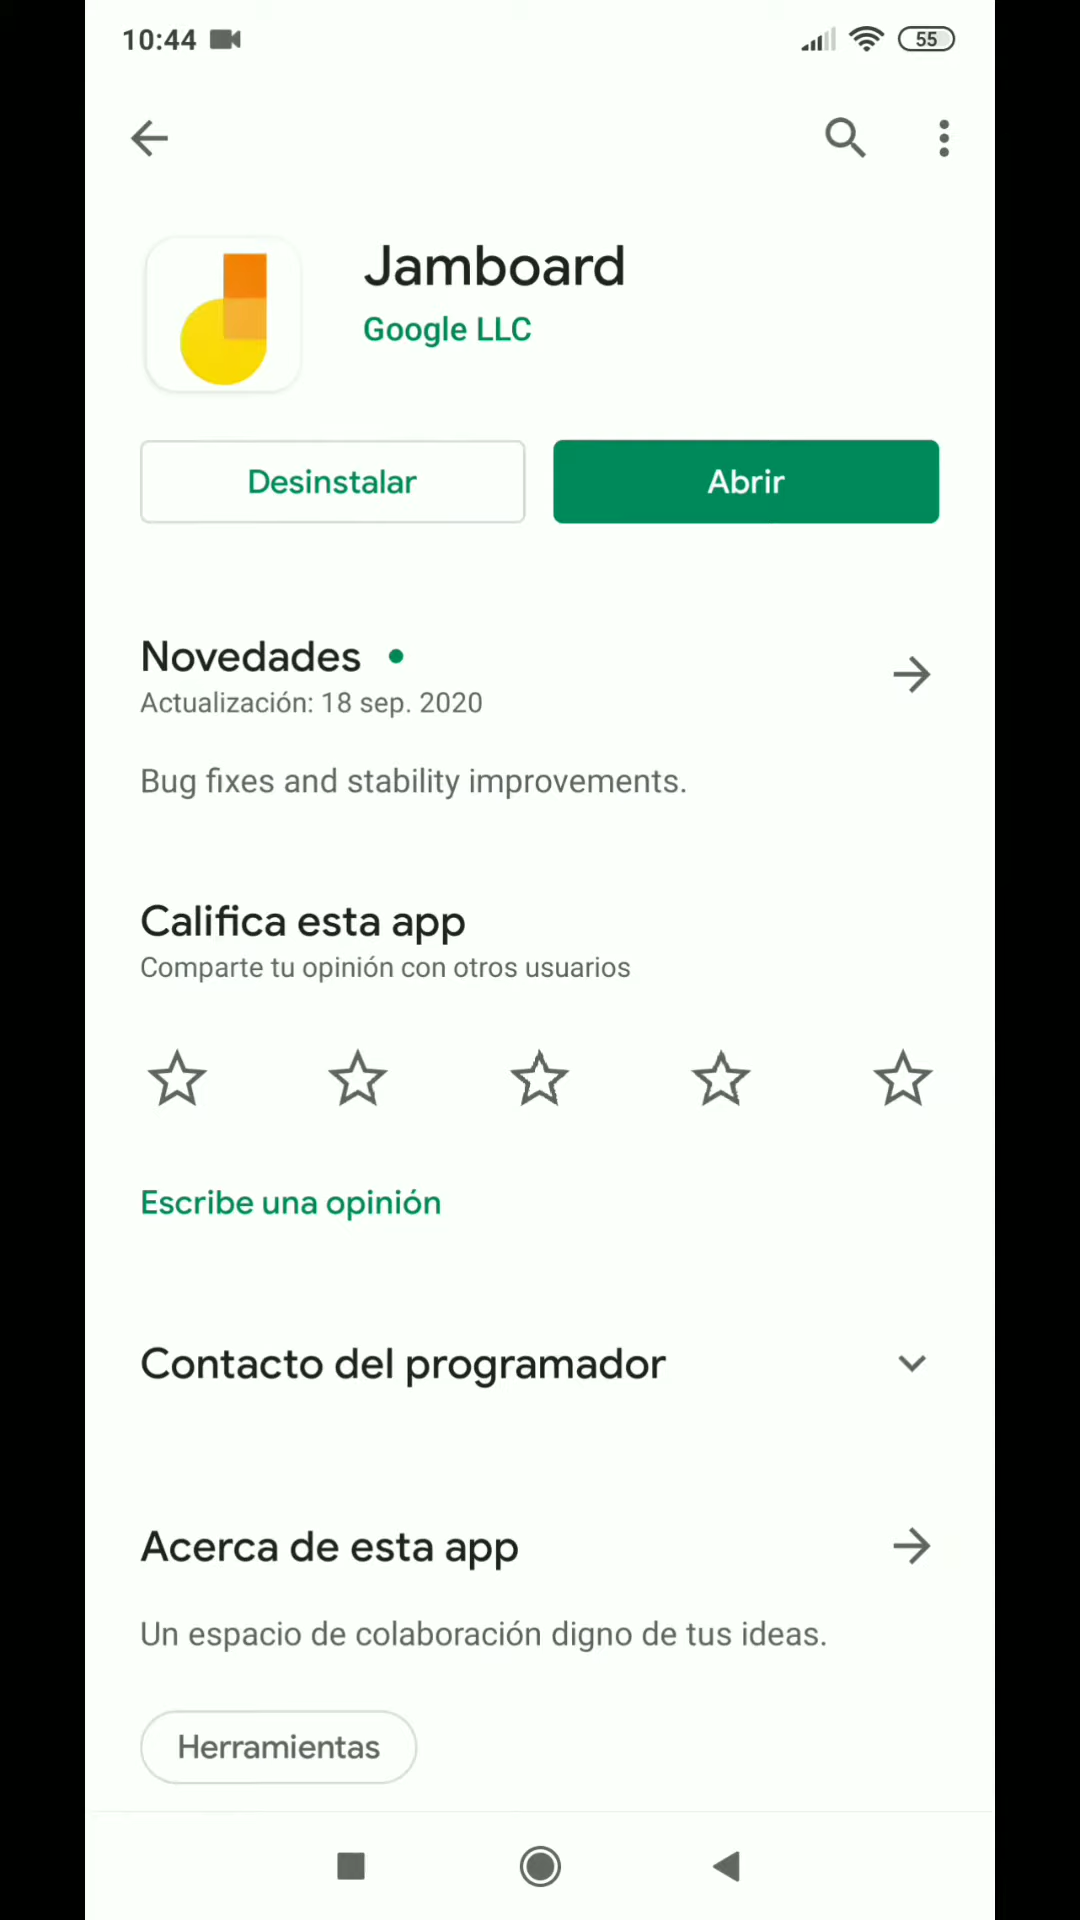 10:44
55
Jamboard
Google LLC
Desinstalar
Abrir
Novedades
Actualización: 18 sep. 2020
Bug fixes and stability improvements.
Califica esta app
Comparte tu opinión con otros usuarios
Escribe una opinión
Contacto del programador
Acerca de esta app
Un espacio de colaboración digno de tus ideas.
Herramientas